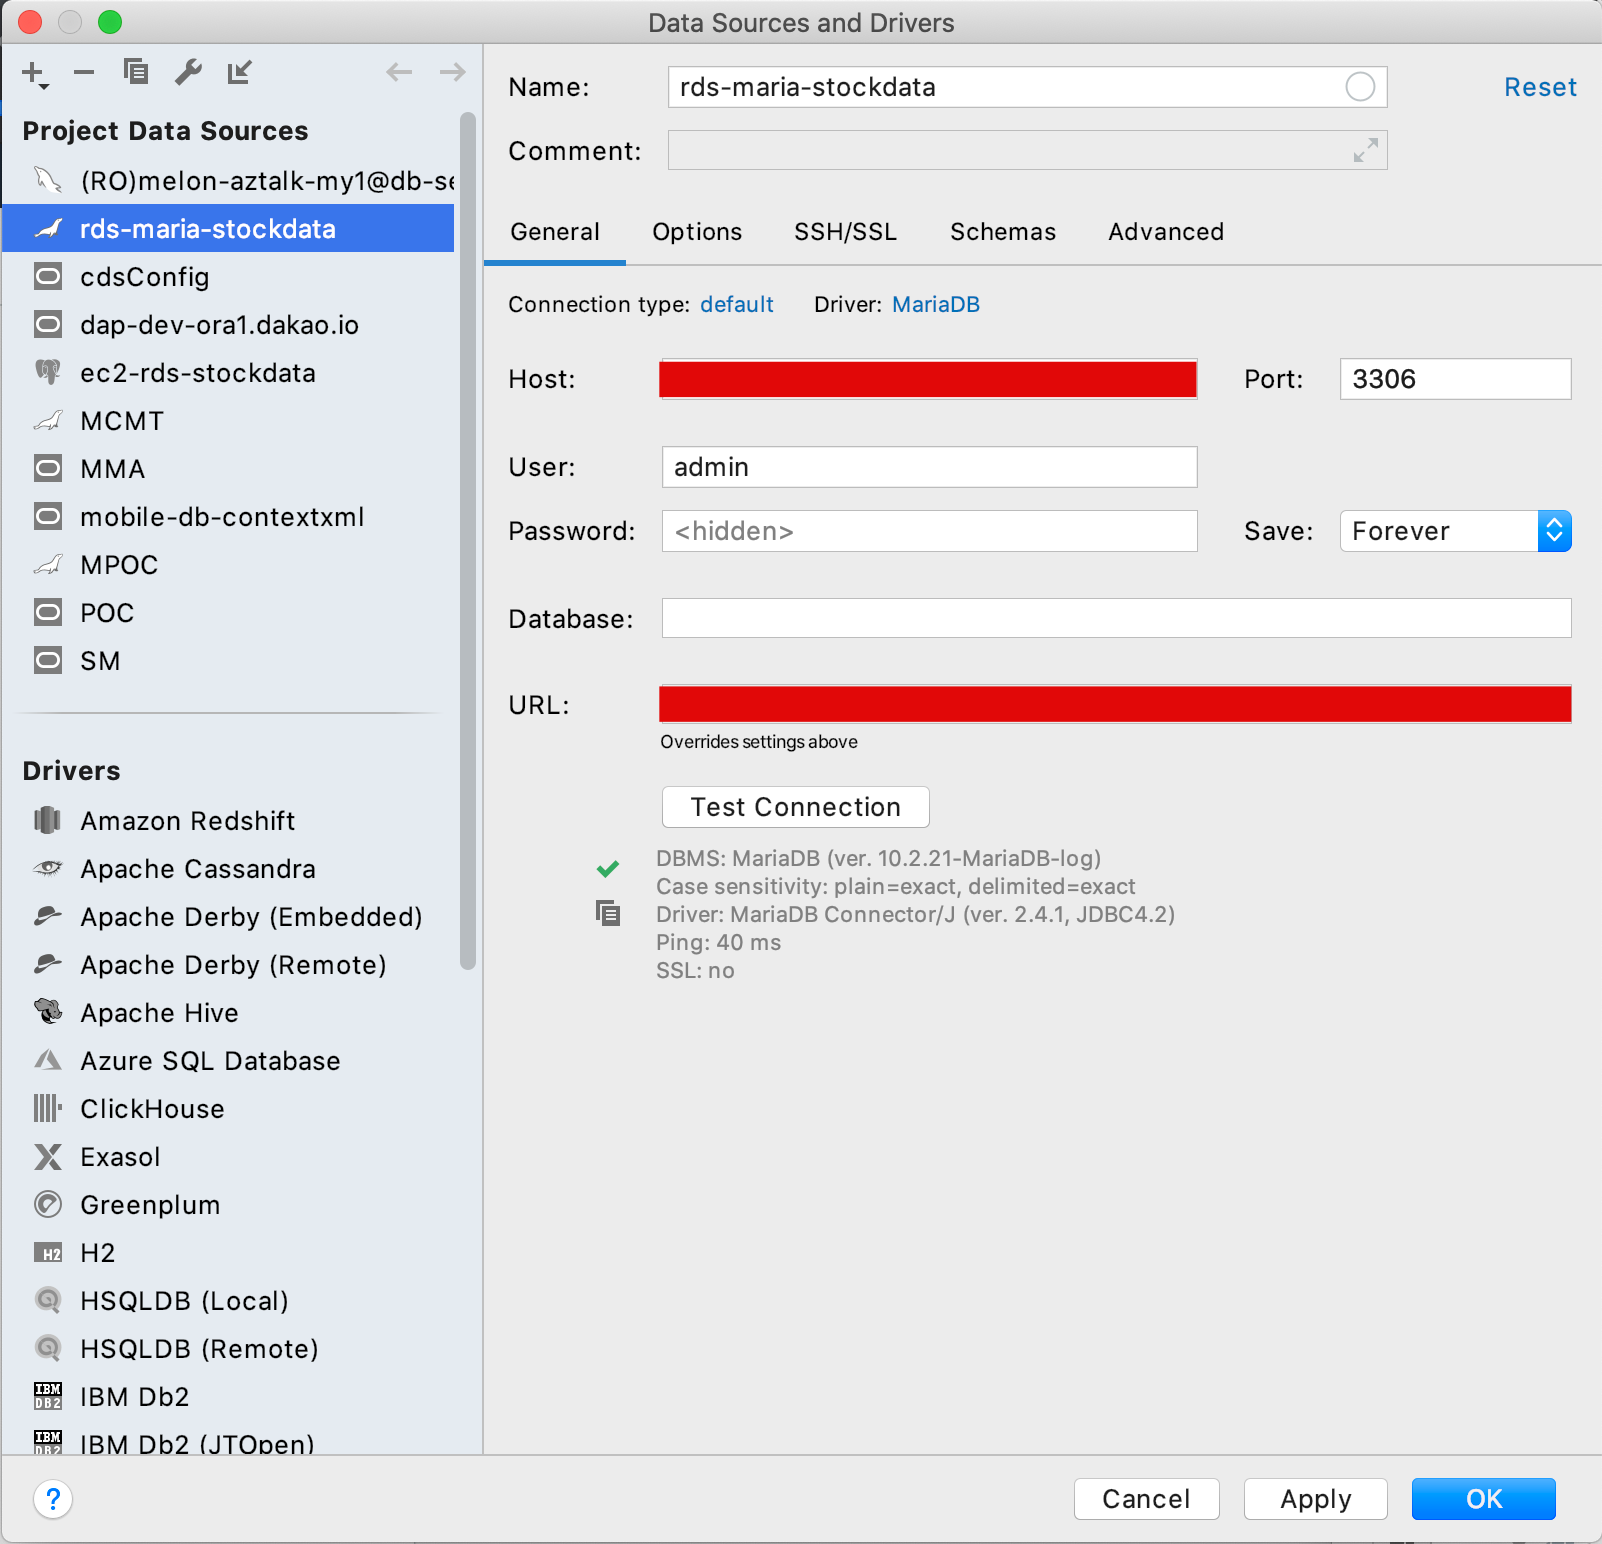 Data Sources and Drivers
Project Data Sources
(RO)melon-aztalk-my1@db-se
rds-maria-stockdata
cdsConfig
dap-dev-ora1.dakao.io
ec2-rds-stockdata
MCMT
MMA
mobile-db-contextxml
MPOC
POC
SM
Drivers
Amazon Redshift
Apache Cassandra
Apache Derby (Embedded)
Apache Derby (Remote)
Apache Hive
Azure SQL Database
ClickHouse
Exasol
Greenplum
H2 H2
HSQLDB (Local)
HSQLDB (Remote)
IBM DB2 IBM Db2
IBM DB2 IBM Db2 (JTOpen)
Name: rds-maria-stockdata Reset
Comment:
General Options SSH/SSL Schemas Advanced
Connection type: default Driver: MariaDB
Host: Port: 3306
User: admin
Password: <hidden> Save: Forever
Database:
URL:
Overrides settings above
Test Connection
DBMS: MariaDB (ver. 10.2.21-MariaDB-log)
Case sensitivity: plain=exact, delimited=exact
Driver: MariaDB Connector/J (ver. 2.4.1, JDBC4.2)
Ping: 40 ms
SSL: no
? Cancel Apply OK